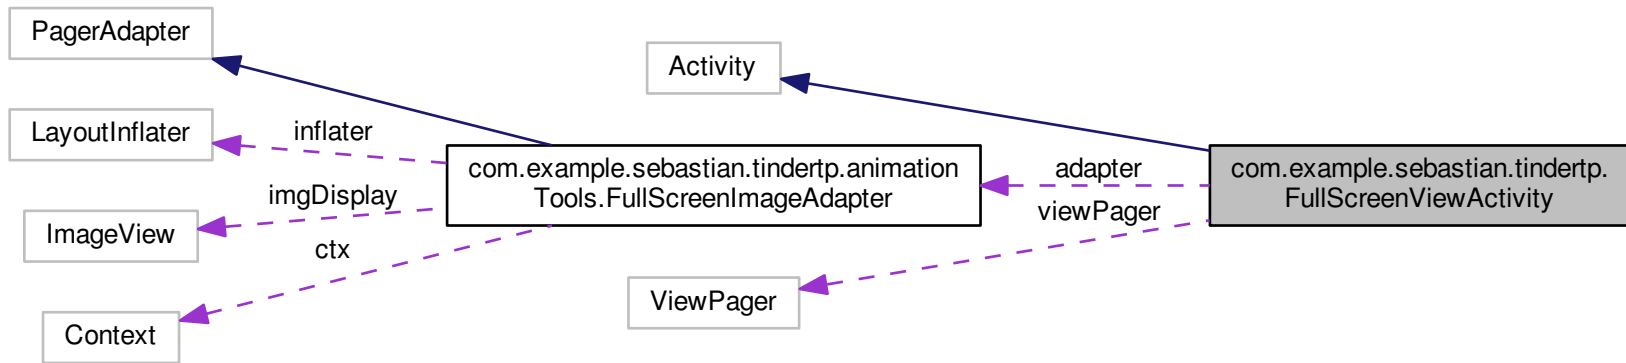 PagerAdapter
Activity
LayoutInflater
inflater
com.example.sebastian.tindertp.animation
Tools.FullScreenImageAdapter
adapter
com.example.sebastian.tindertp.
FullScreenViewActivity
imgDisplay
viewPager
ImageView
ctx
ViewPager
Context